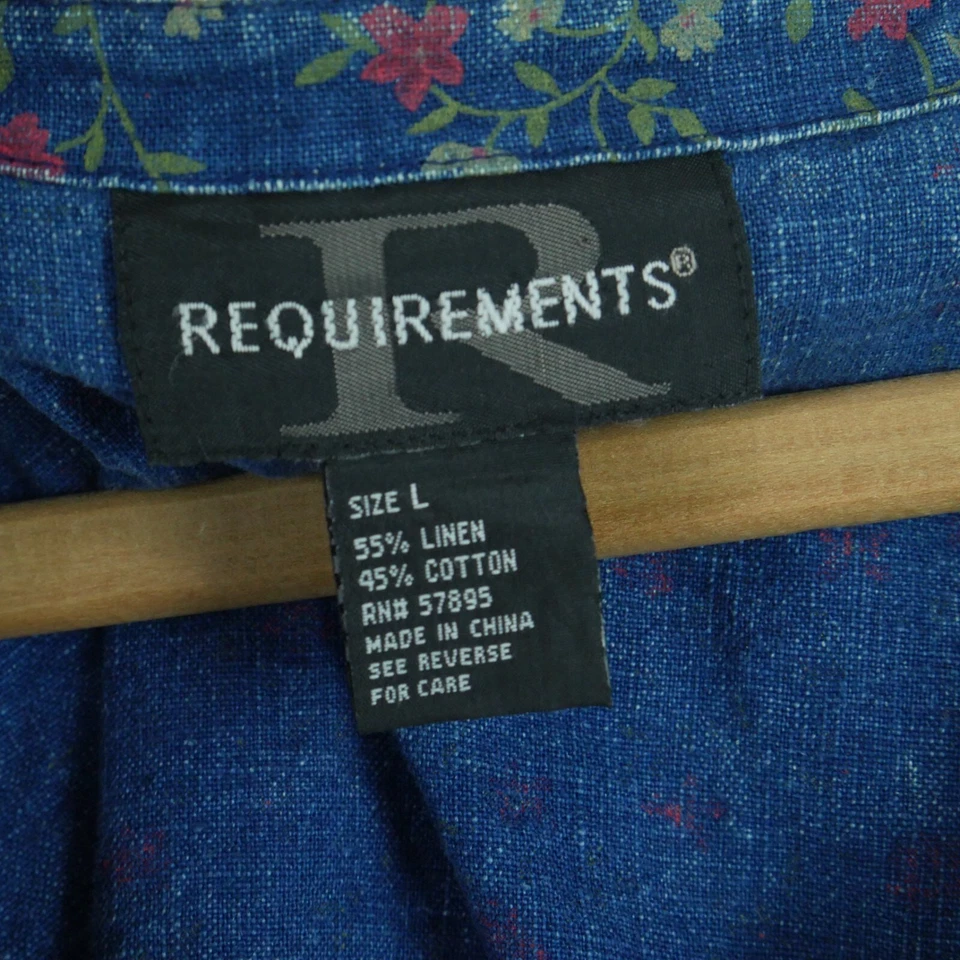 R
REQUIREMENTS®
SIZE L
55% LINEN
45% COTTON
RN# 57895
MADE IN CHINA
SEE REVERSE
FOR CARE